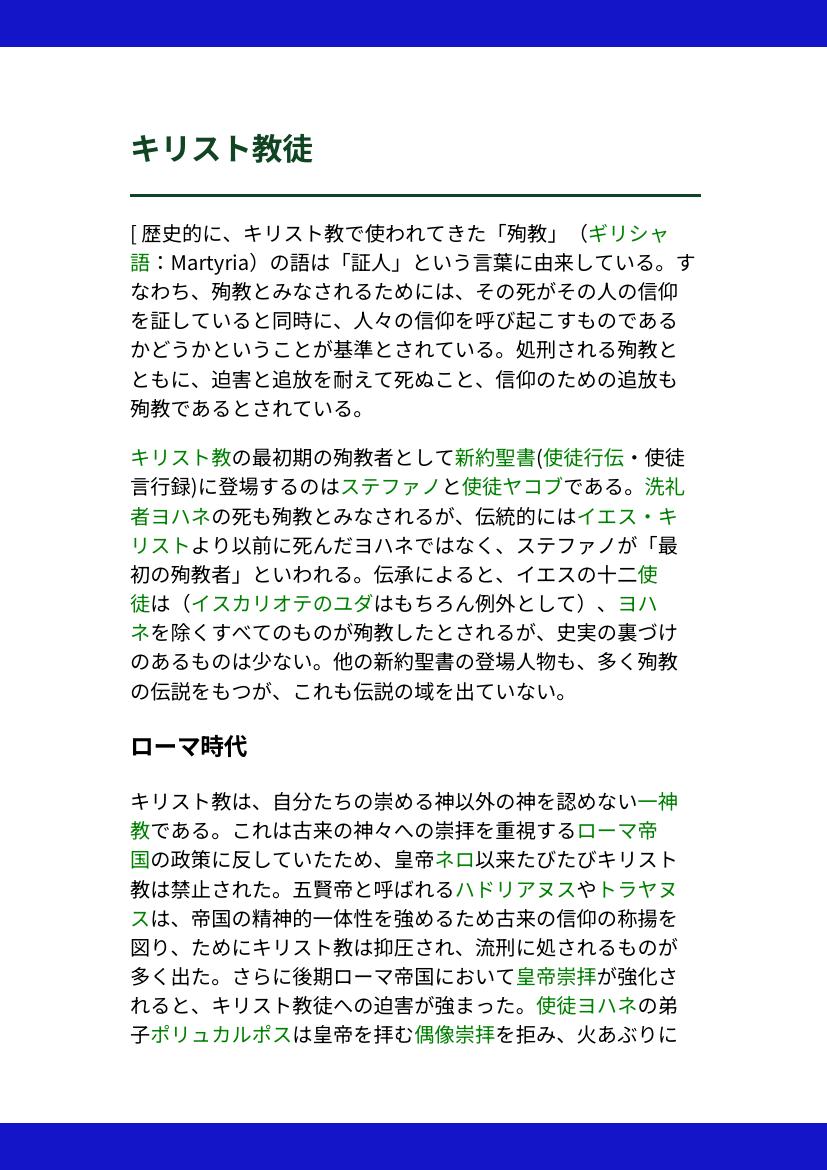 キリスト教徒
[ 歴史的に、キリスト教で使われてきた「殉教」（ギリシャ
語：Martyria）の語は「証人」という言葉に由来している。す
なわち、殉教とみなされるためには、その死がその人の信仰
を証していると同時に、人々の信仰を呼び起こすものである
かどうかということが基準とされている。処刑される殉教と
ともに、迫害と追放を耐えて死ぬこと、信仰のための追放も
殉教であるとされている。
キリスト教の最初期の殉教者として新約聖書(使徒行伝・使徒
言行録)に登場するのはステファノと使徒ヤコブである。洗礼
者ヨハネの死も殉教とみなされるが、伝統的にはイエス・キ
リストより以前に死んだヨハネではなく、ステファノが「最
初の殉教者」といわれる。伝承によると、イエスの十二使
徒は（イスカリオテのユダはもちろん例外として）、ヨハ
ネを除くすべてのものが殉教したとされるが、史実の裏づけ
のあるものは少ない。他の新約聖書の登場人物も、多く殉教
の伝説をもつが、これも伝説の域を出ていない。
ローマ時代
キリスト教は、自分たちの崇める神以外の神を認めない一神
教である。これは古来の神々への崇拝を重視するローマ帝
国の政策に反していたため、皇帝ネロ以来たびたびキリスト
教は禁止された。五賢帝と呼ばれるハドリアヌスやトラヤヌ
スは、帝国の精神的一体性を強めるため古来の信仰の称揚を
図り、ためにキリスト教は抑圧され、流刑に処されるものが
多く出た。さらに後期ローマ帝国において皇帝崇拝が強化さ
れると、キリスト教徒への迫害が強まった。使徒ヨハネの弟
子ポリュカルポスは皇帝を拝む偶像崇拝を拒み、火あぶりに